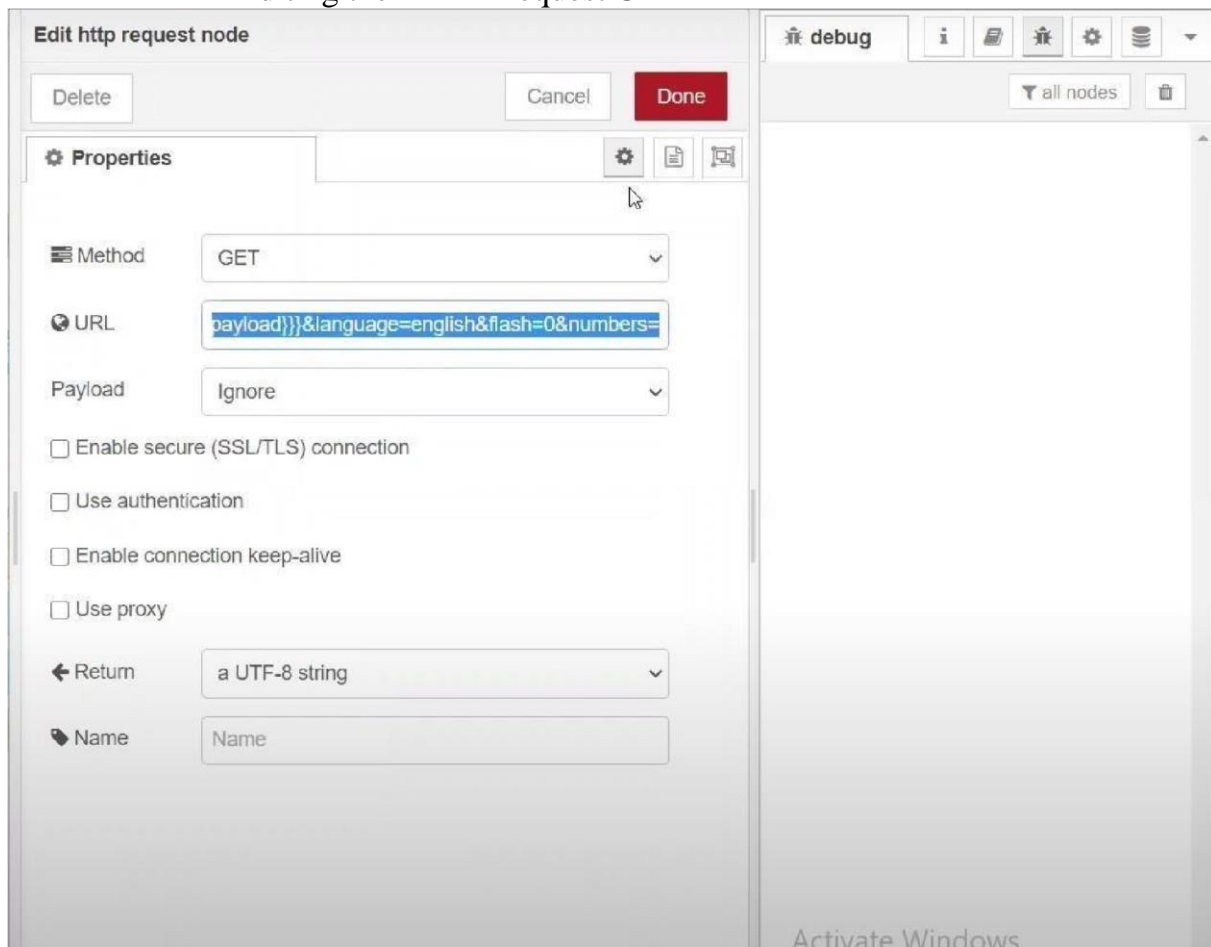 Edit http request node
debug
i
Delete
Cancel
Done
all nodes
Properties
Method
GET
URL
payload}}}&language=english&flash=0&numbers=
Payload
Ignore
Enable secure (SSL/TLS) connection
Use authentication
Enable connection keep-alive
Use proxy
Return
a UTF-8 string
Name
Name
Activate Windows